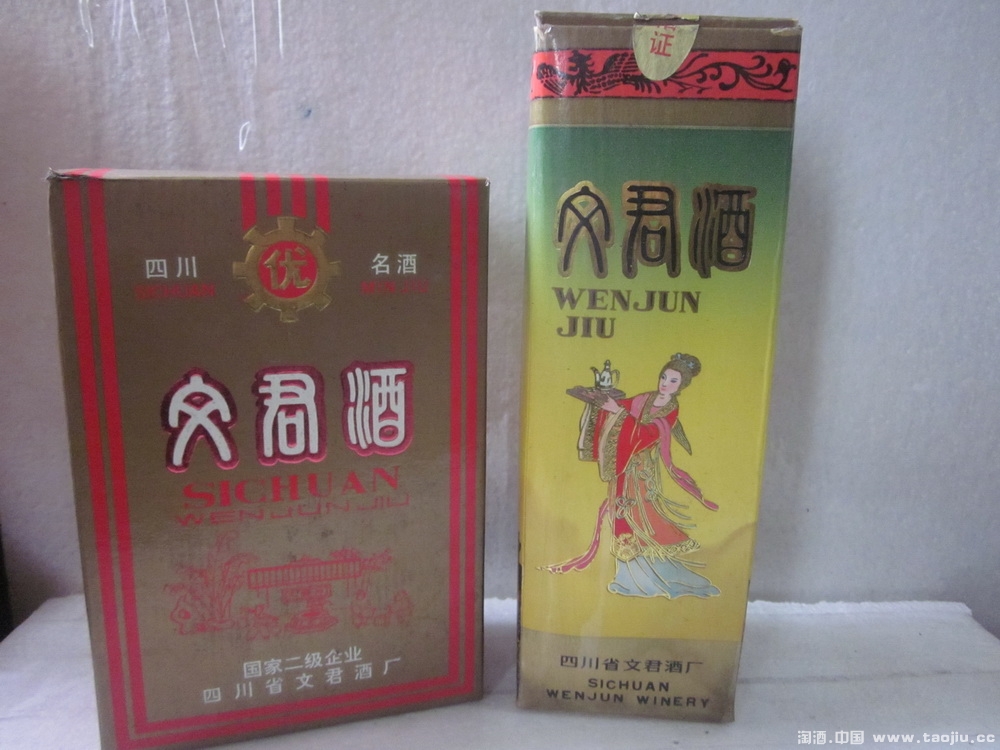 四川
优
名酒
文君酒
SICHUAN
WENJUN JIU
国家二级企业
四川省文君酒厂
证
文君酒
WENJUN
JIU
四川省文君酒厂
SICHUAN
WENJUN WINERY
淘酒.中国 www.taojiu.cc